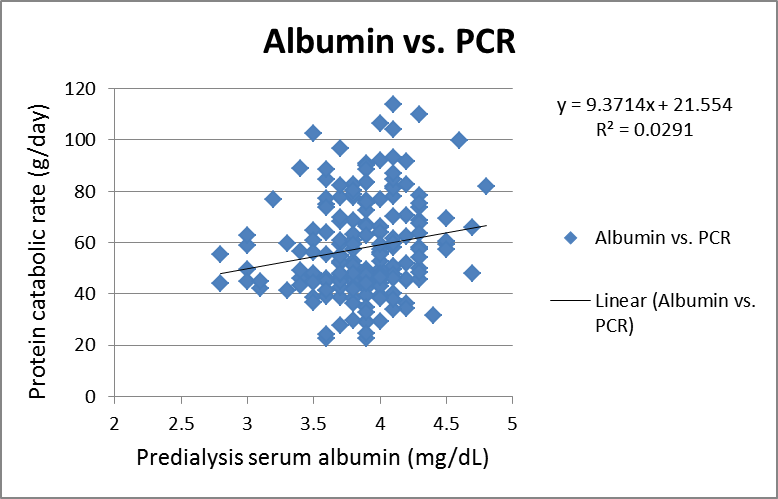 Albumin vs. PCR
Protein catabolic rate (g/day)
120
100
80
60
40
20
0
2
2.5
3
3.5
4
4.5
5
Predialysis serum albumin (mg/dL)
y = 9.3714x + 21.554
R² = 0.0291
Albumin vs. PCR
Linear (Albumin vs.
PCR)